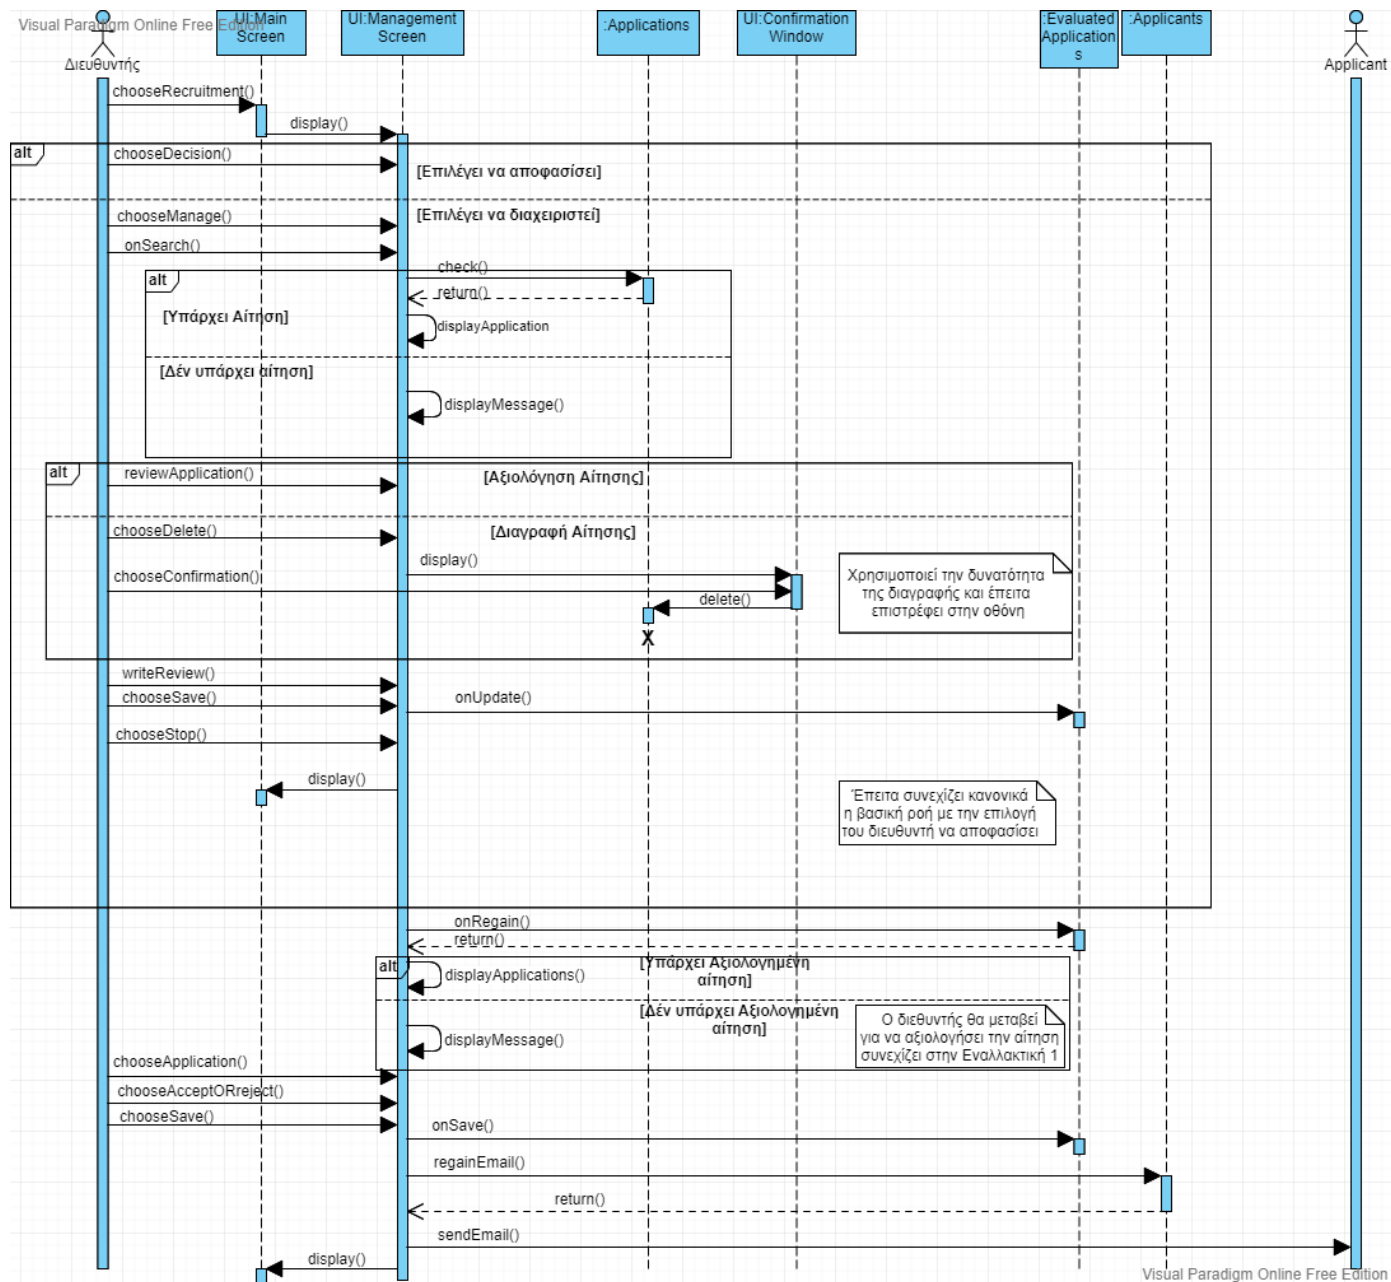 Visual Paradigm Online Free Edition
UI:Main
Screen
UI:Management
Screen
:Applications
UI:Confirmation
Window
:Evaluated
Application
s
:Applicants
Διευθυντής
Applicant
chooseRecruitment()
display()
alt
chooseDecision()
[Επιλέγει να αποφασίσει]
chooseManage()
[Επιλέγει να διαχειριστεί]
onSearch()
alt
check()
return()
[Υπάρχει Αίτηση]
displayApplication
[Δέν υπάρχει αίτηση]
displayMessage()
alt
reviewApplication()
[Αξιολόγηση Αίτησης]
chooseDelete()
[Διαγραφή Αίτησης]
display()
chooseConfirmation()
Χρησιμοποιεί την δυνατότητα
της διαγραφής και έπειτα
επιστρέφει στην οθόνη
delete()
X
writeReview()
chooseSave()
onUpdate()
chooseStop()
display()
Έπειτα συνεχίζει κανονικά
η βασική ροή με την επιλογή
του διευθυντή να αποφασίσει
onRegain()
return()
alt
[Υπάρχει Αξιολογημένη
αίτηση]
displayApplications()
[Δέν υπάρχει Αξιολογημένη
αίτηση]
displayMessage()
Ο διεθυντής θα μεταβεί
για να αξιολογήσει την αίτηση
συνεχίζει στην Εναλλακτική 1
chooseApplication()
chooseAcceptORreject()
chooseSave()
onSave()
regainEmail()
return()
sendEmail()
display()
Visual Paradigm Online Free Edition